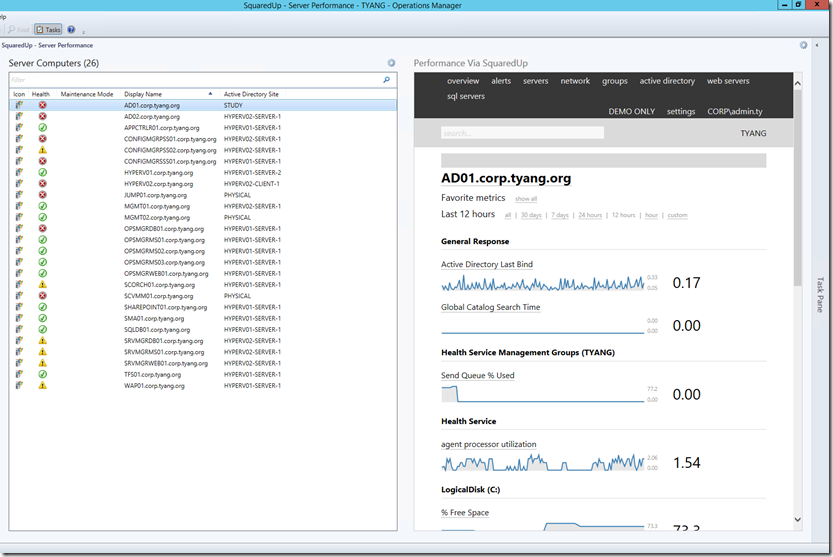 SquaredUp - Server Performance - TYANG - Operations Manager
elp
Find Tasks
SquaredUp - Server Performance
Server Computers (26)
Filter
Icon Health Maintenance Mode Display Name Active Directory Site
AD01.corp.tyang.org STUDY
AD02.corp.tyang.org HYPERV02-SERVER-1
APPCTRLR01.corp.tyang.org HYPERV01-SERVER-1
CONFIGMGRPSS01.corp.tyang.org HYPERV02-SERVER-1
CONFIGMGRPSS02.corp.tyang.org HYPERV02-SERVER-1
CONFIGMGRSSS01.corp.tyang.org HYPERV01-SERVER-1
HYPERV01.corp.tyang.org HYPERV01-SERVER-2
HYPERV02.corp.tyang.org HYPERV02-CLIENT-1
JUMP01.corp.tyang.org PHYSICAL
MGMT01.corp.tyang.org HYPERV02-SERVER-1
MGMT02.corp.tyang.org PHYSICAL
OPSMGRDB01.corp.tyang.org HYPERV01-SERVER-1
OPSMGRMS01.corp.tyang.org HYPERV01-SERVER-1
OPSMGRMS02.corp.tyang.org HYPERV01-SERVER-1
OPSMGRMS03.corp.tyang.org HYPERV01-SERVER-1
OPSMGRWEB01.corp.tyang.org HYPERV01-SERVER-1
SCORCH01.corp.tyang.org HYPERV01-SERVER-1
SCVMM01.corp.tyang.org PHYSICAL
SHAREPOINT01.corp.tyang.org HYPERV01-SERVER-1
SMA01.corp.tyang.org HYPERV01-SERVER-1
SQLDB01.corp.tyang.org HYPERV01-SERVER-1
SRVMGRDB01.corp.tyang.org HYPERV02-SERVER-1
SRVMGRMS01.corp.tyang.org HYPERV02-SERVER-1
SRVMGRWEB01.corp.tyang.org HYPERV02-SERVER-1
TFS01.corp.tyang.org HYPERV01-SERVER-1
WAP01.corp.tyang.org HYPERV01-SERVER-1
Performance Via SquaredUp
overview alerts servers network groups active directory web servers
sql servers
DEMO ONLY settings CORP\admin.ty
search... TYANG
AD01.corp.tyang.org
Favorite metrics show all
Last 12 hours all | 30 days | 7 days | 24 hours | 12 hours | hour | custom
General Response
Active Directory Last Bind
0.33
0.05
0.17
Global Catalog Search Time
0.00
0.00
0.00
Health Service Management Groups (TYANG)
Send Queue % Used
77.2
0.00
0.00
Health Service
agent processor utilization
2.06
0.00
1.54
LogicalDisk (C:)
% Free Space
73.3
73.3
Task Pane